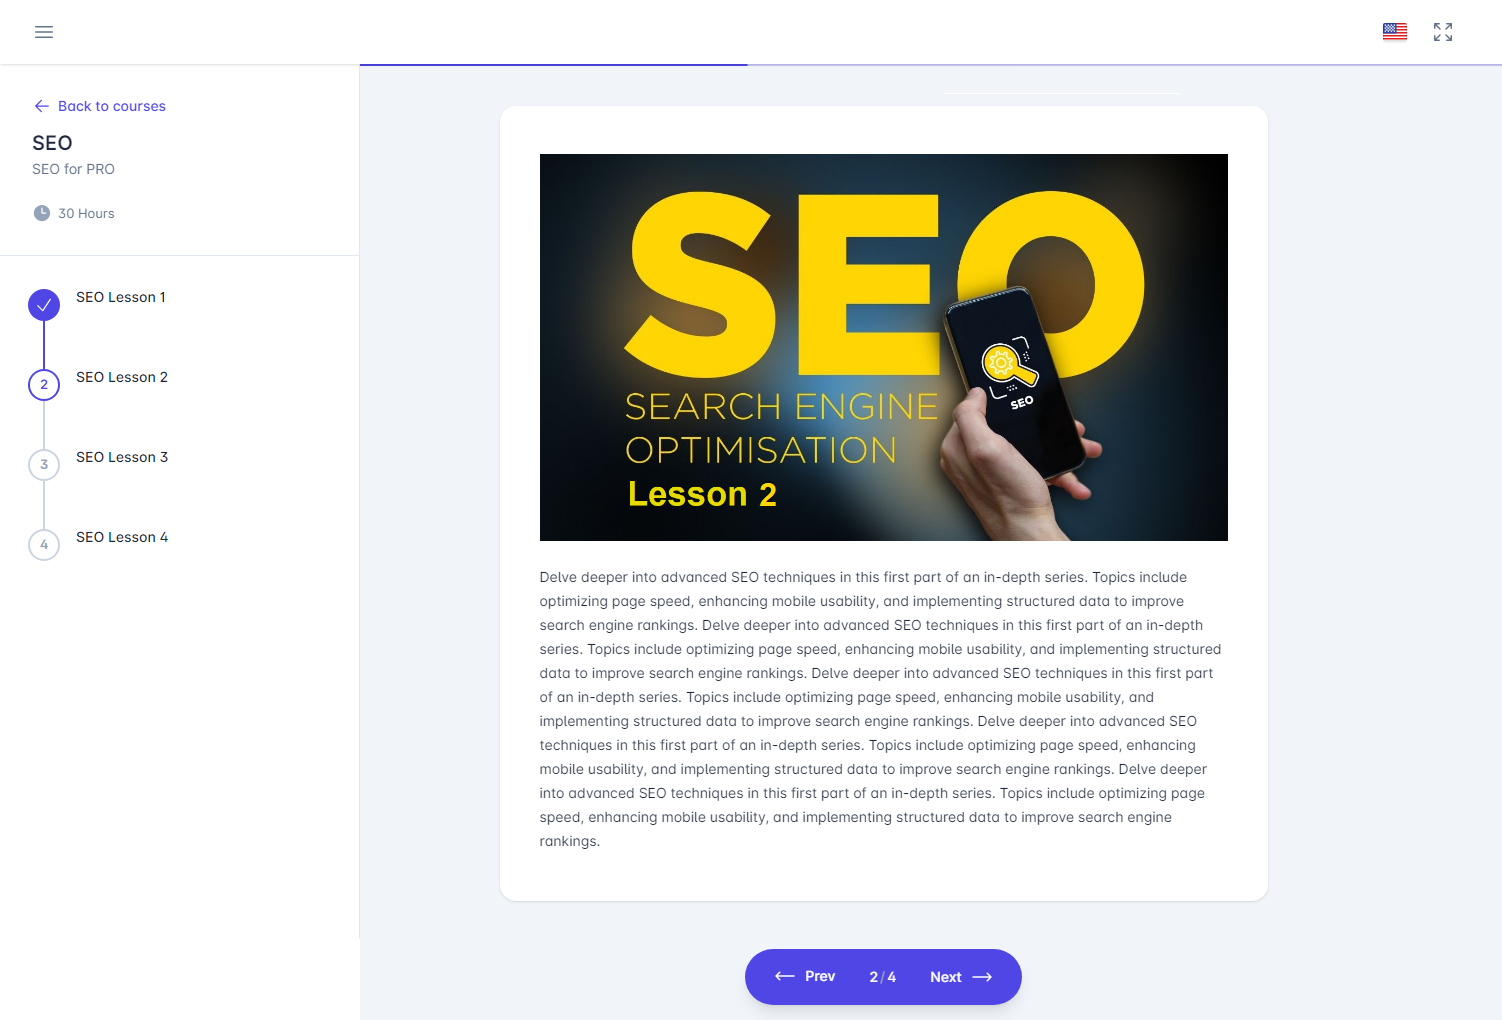 Back to courses
SEO
SEO for PRO
30 Hours
SEO Lesson 1
2
SEO Lesson 2
3
SEO Lesson 3
4
SEO Lesson 4
SEO
SEARCH ENGINE
OPTIMISATION
Lesson 2
SEO
Delve deeper into advanced SEO techniques in this first part of an in-depth series. Topics include
optimizing page speed, enhancing mobile usability, and implementing structured data to improve
search engine rankings. Delve deeper into advanced SEO techniques in this first part of an in-depth
series. Topics include optimizing page speed, enhancing mobile usability, and implementing structured
data to improve search engine rankings. Delve deeper into advanced SEO techniques in this first part
of an in-depth series. Topics include optimizing page speed, enhancing mobile usability, and
implementing structured data to improve search engine rankings. Delve deeper into advanced SEO
techniques in this first part of an in-depth series. Topics include optimizing page speed, enhancing
mobile usability, and implementing structured data to improve search engine rankings. Delve deeper
into advanced SEO techniques in this first part of an in-depth series. Topics include optimizing page
speed, enhancing mobile usability, and implementing structured data to improve search engine
rankings.
Prev 2/4 Next